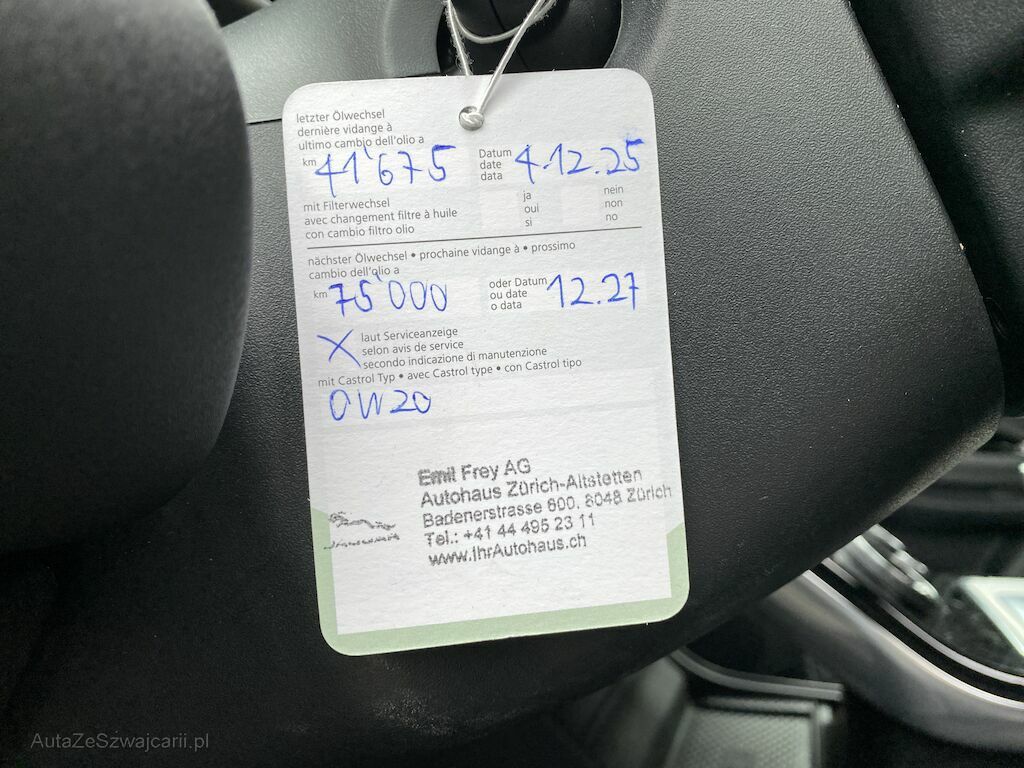 letzter Ölwechsel
dernière vidange à
ultimo cambio dell'olio a
km 41'675 Datum date data 4.12.25
mit Filterwechsel
avec changement filtre à huile
con cambio filtro olio
ja nein
oui non
si no
nächster Ölwechsel • prochaine vidange à • prossimo
cambio dell'olio a
km 75'000 oder Datum ou date o data 12.27
X laut Serviceanzeige
selon avis de service
secondo indicazione di manutenzione
mit Castrol Typ • avec Castrol type • con Castrol tipo
0W20
Emil Frey AG
Autohaus Zürich-Altstetten
Badenerstrasse 600, 8048 Zürich
Tel.: +41 44 495 23 11
www.IhrAutohaus.ch
JAGUAR
AutaZeSzwajcarii.pl